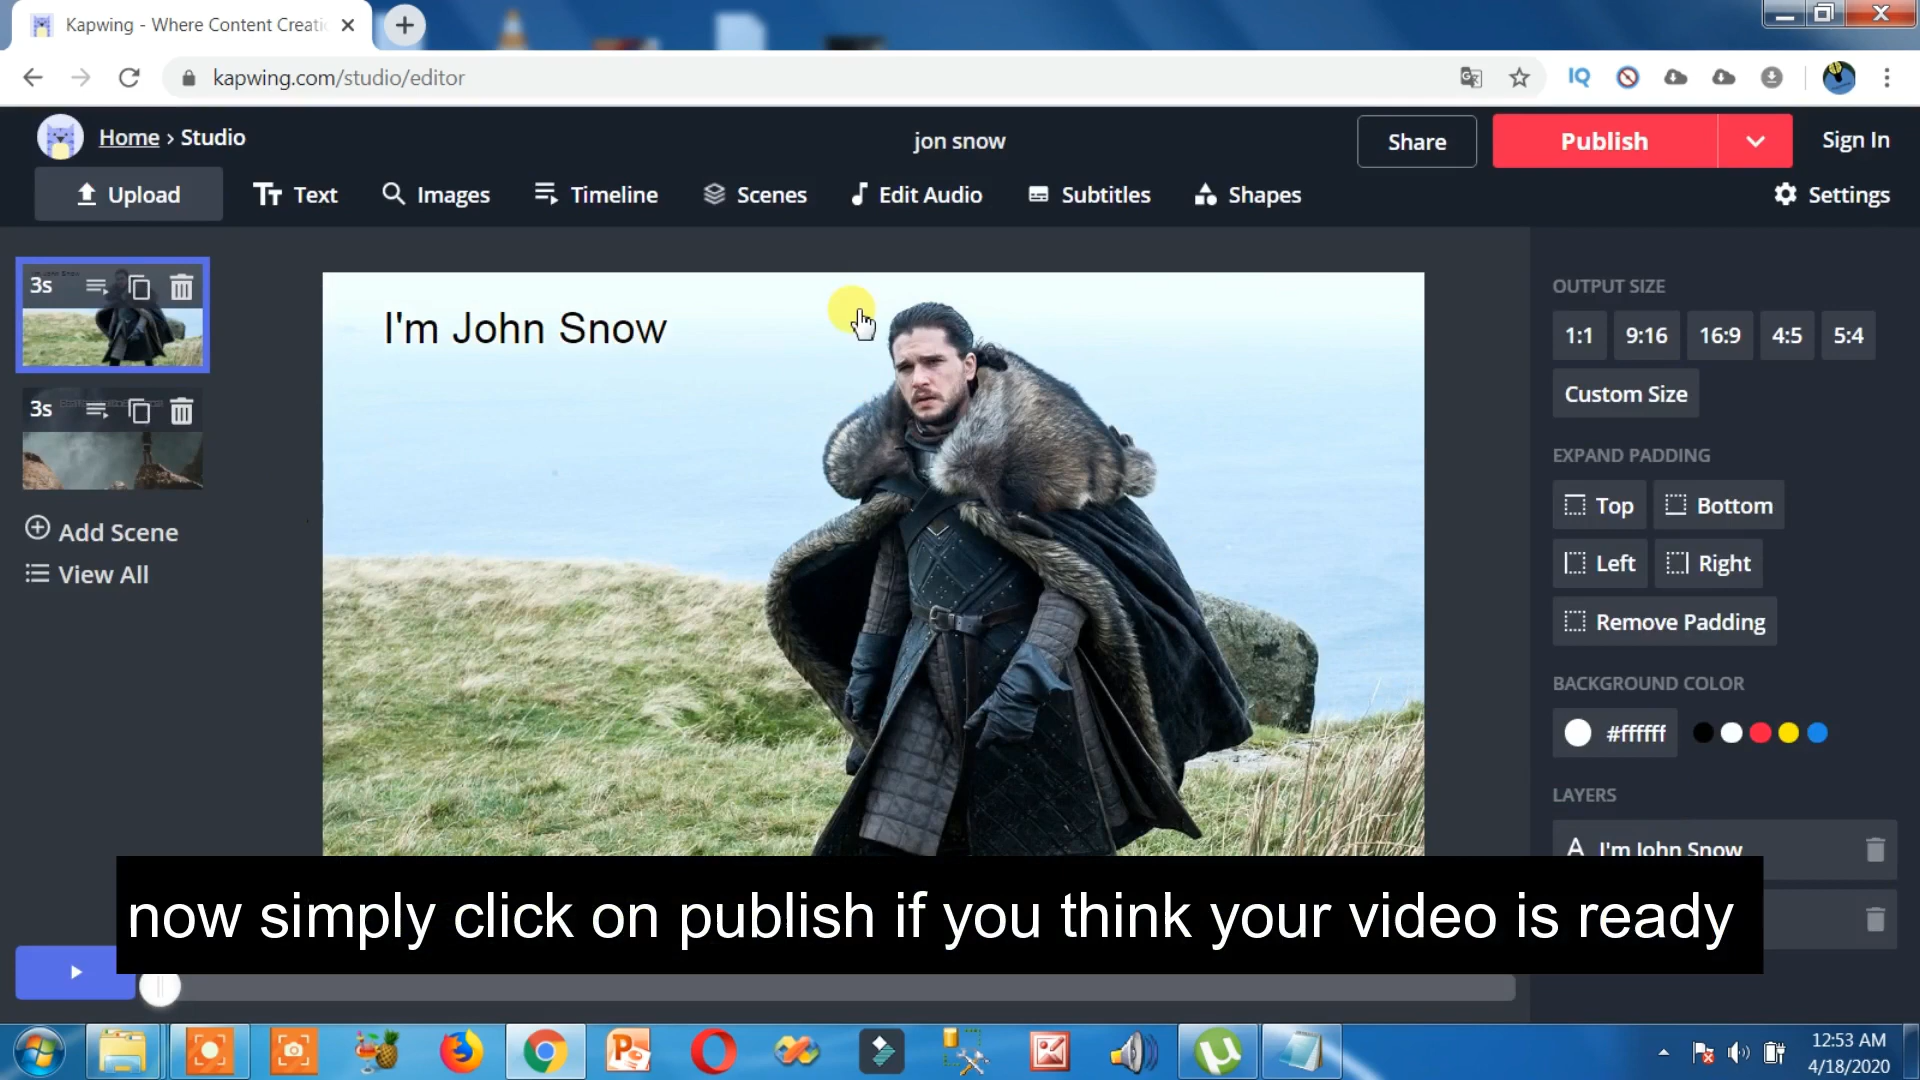 Kapwing - Where Content Creati
kapwing.com/studio/editor
Home › Studio
jon snow
Share
Publish
Sign In
Upload
Text
Images
Timeline
Scenes
Edit Audio
Subtitles
Shapes
Settings
3s
3s
Add Scene
View All
I'm John Snow
OUTPUT SIZE
1:1 9:16 16:9 4:5 5:4
Custom Size
EXPAND PADDING
Top Bottom
Left Right
Remove Padding
BACKGROUND COLOR
#ffffff
LAYERS
I'm John Snow
now simply click on publish if you think your video is ready
12:53 AM
4/18/2020